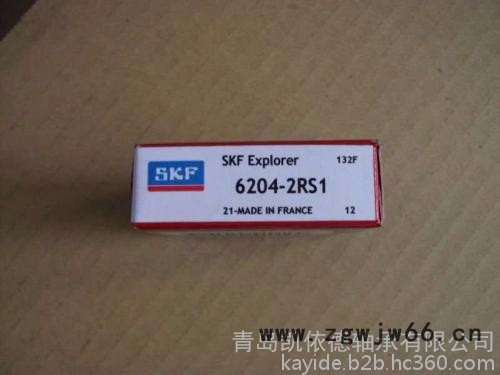 SKF
SKF Explorer 132F
6204-2RS1
21-MADE IN FRANCE 12
www.zgwjw66.cn
青岛凯依德轴承有限公司
kayide.b2b.hc360.com